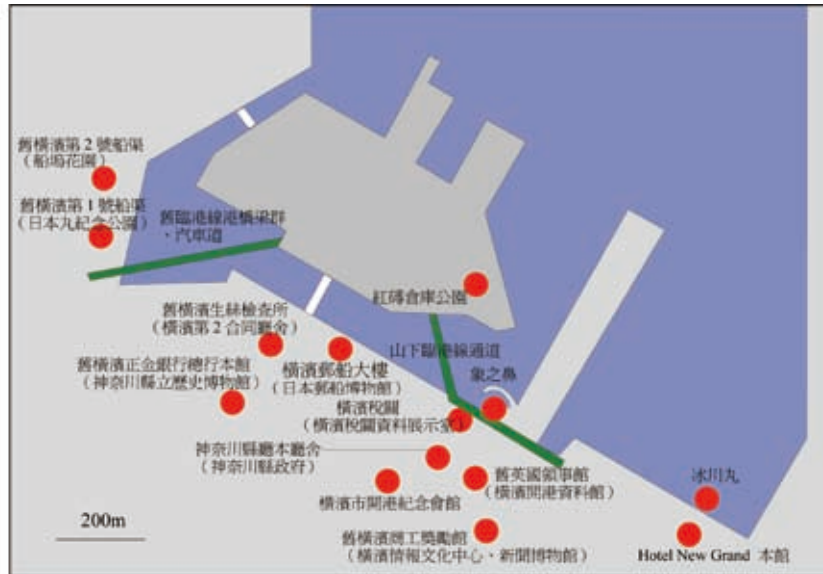 舊橫濱第2號船渠
（船塢花園）
舊橫濱第1號船渠
（日本丸紀念公園）
舊臨港線港橋梁群
、汽車道
紅磚倉庫公園
舊橫濱生絲檢查所
（橫濱第2合同廳舍）
山下臨港線通道
舊橫濱正金銀行總行本館
（神奈川縣立歷史博物館）
橫濱郵船大樓
（日本郵船博物館）
象之鼻
橫濱稅關
（橫濱稅關資料展示室）
神奈川縣廳本廳舍
（神奈川縣政府）
舊英國領事館
（橫濱開港資料館）
冰川丸
橫濱市開港紀念會館
200m
舊橫濱商工獎勵館
（橫濱情報文化中心、新聞博物館）
Hotel New Grand 本館